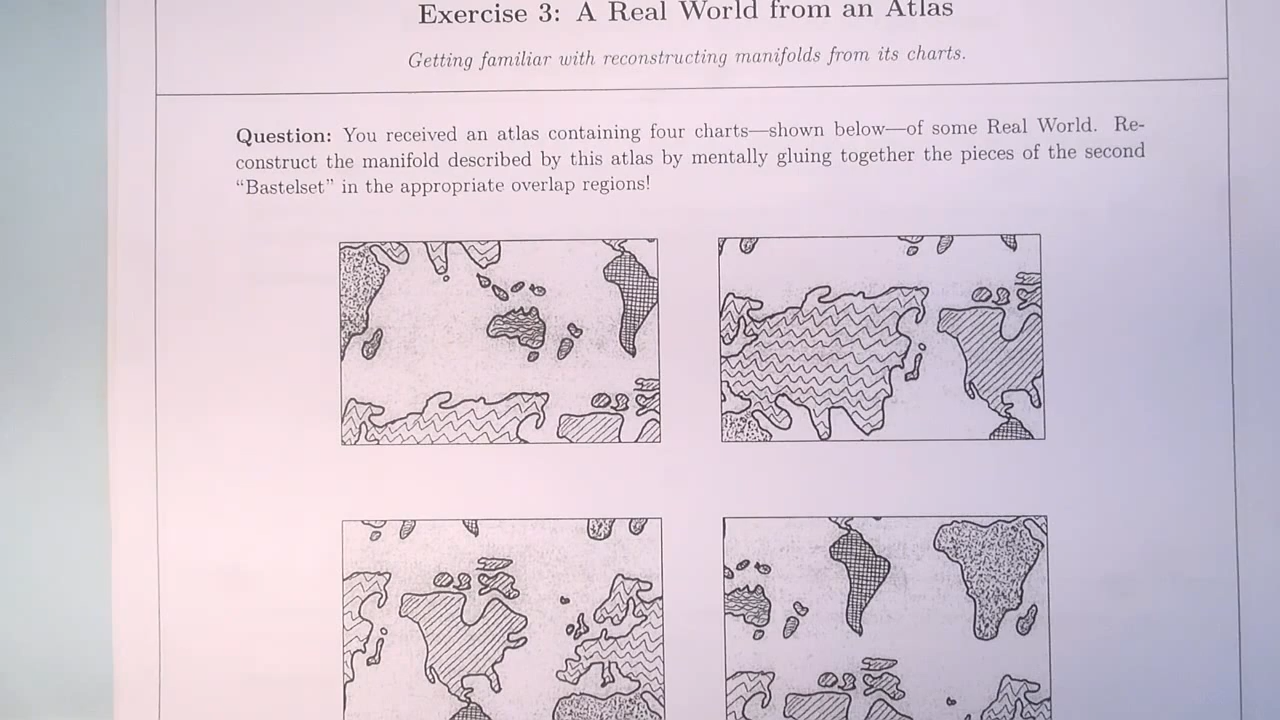 Exercise 3: A Real World from an Atlas
Getting familiar with reconstructing manifolds from its charts.
Question: You received an atlas containing four charts—shown below—of some Real World. Re-
construct the manifold described by this atlas by mentally gluing together the pieces of the second
“Bastelset” in the appropriate overlap regions!